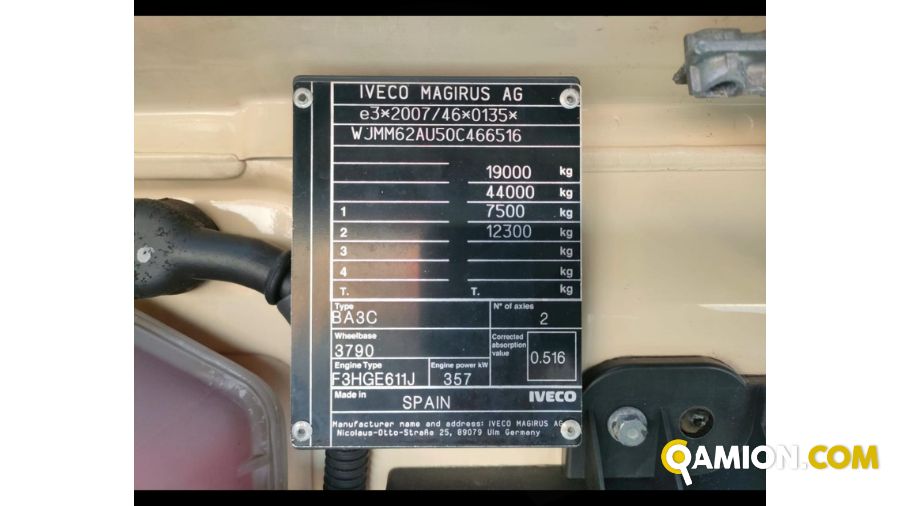 IVECO MAGIRUS AG
e3*2007/46*0135*
WJMM62AU50C466516
19000 kg
44000 kg
1 7500 kg
2 12300 kg
3 kg
4 kg
T. T. kg
Type
BA3C
N° of axles
2
Wheelbase
3790
Corrected absorption value
0.516
Engine Type
F3HGE611J
Engine power kW
357
Made in
SPAIN
IVECO
Manufacturer name and address: IVECO MAGIRUS AG
Nicolaus-Otto-Straße 25, 89079 Ulm Germany
QAMION.COM